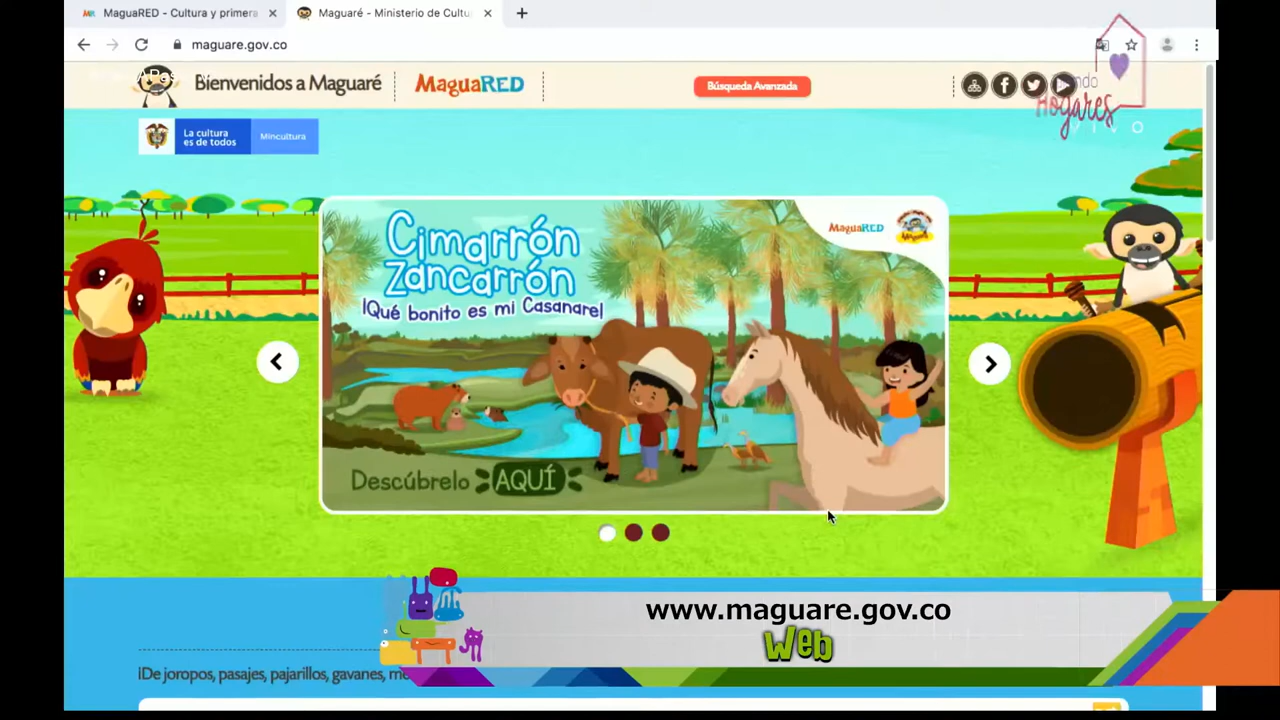 MaguaRED - Cultura y primera
Maguaré - Ministerio de Cultu
maguare.gov.co
Bienvenidos a Maguaré
MaguaRED
Búsqueda Avanzada
Hogares
VIVO
La cultura
es de todos
Mincultura
Cimarrón
Zancarrón
¡Qué bonito es mi Casanare!
MaguaRED
Descúbrelo AQUÍ
www.maguare.gov.co
Web
¡De joropos, pasajes, pajarillos, gavanes, me